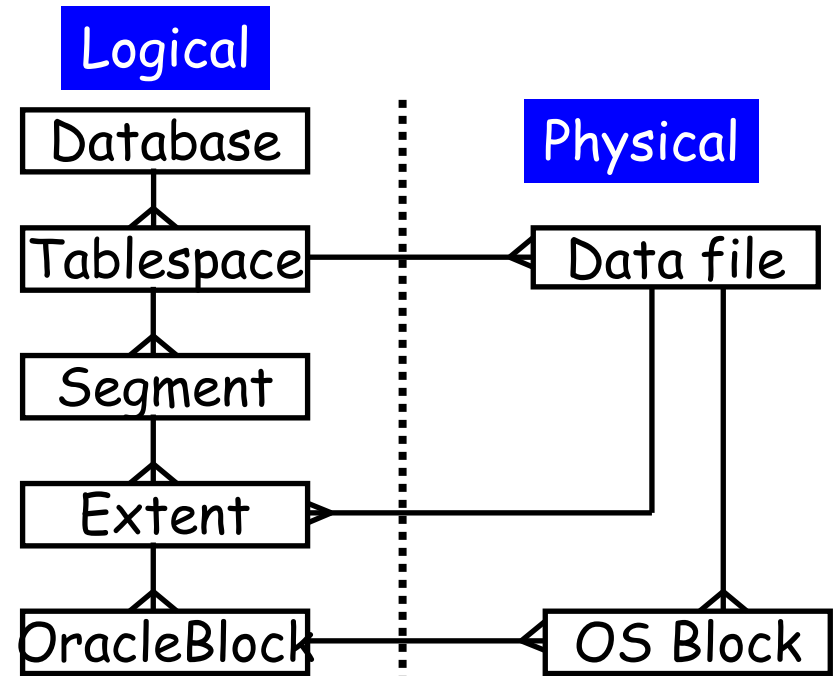 Logical
Physical
Database
Tablespace
Data file
Segment
Extent
OracleBlock
OS Block